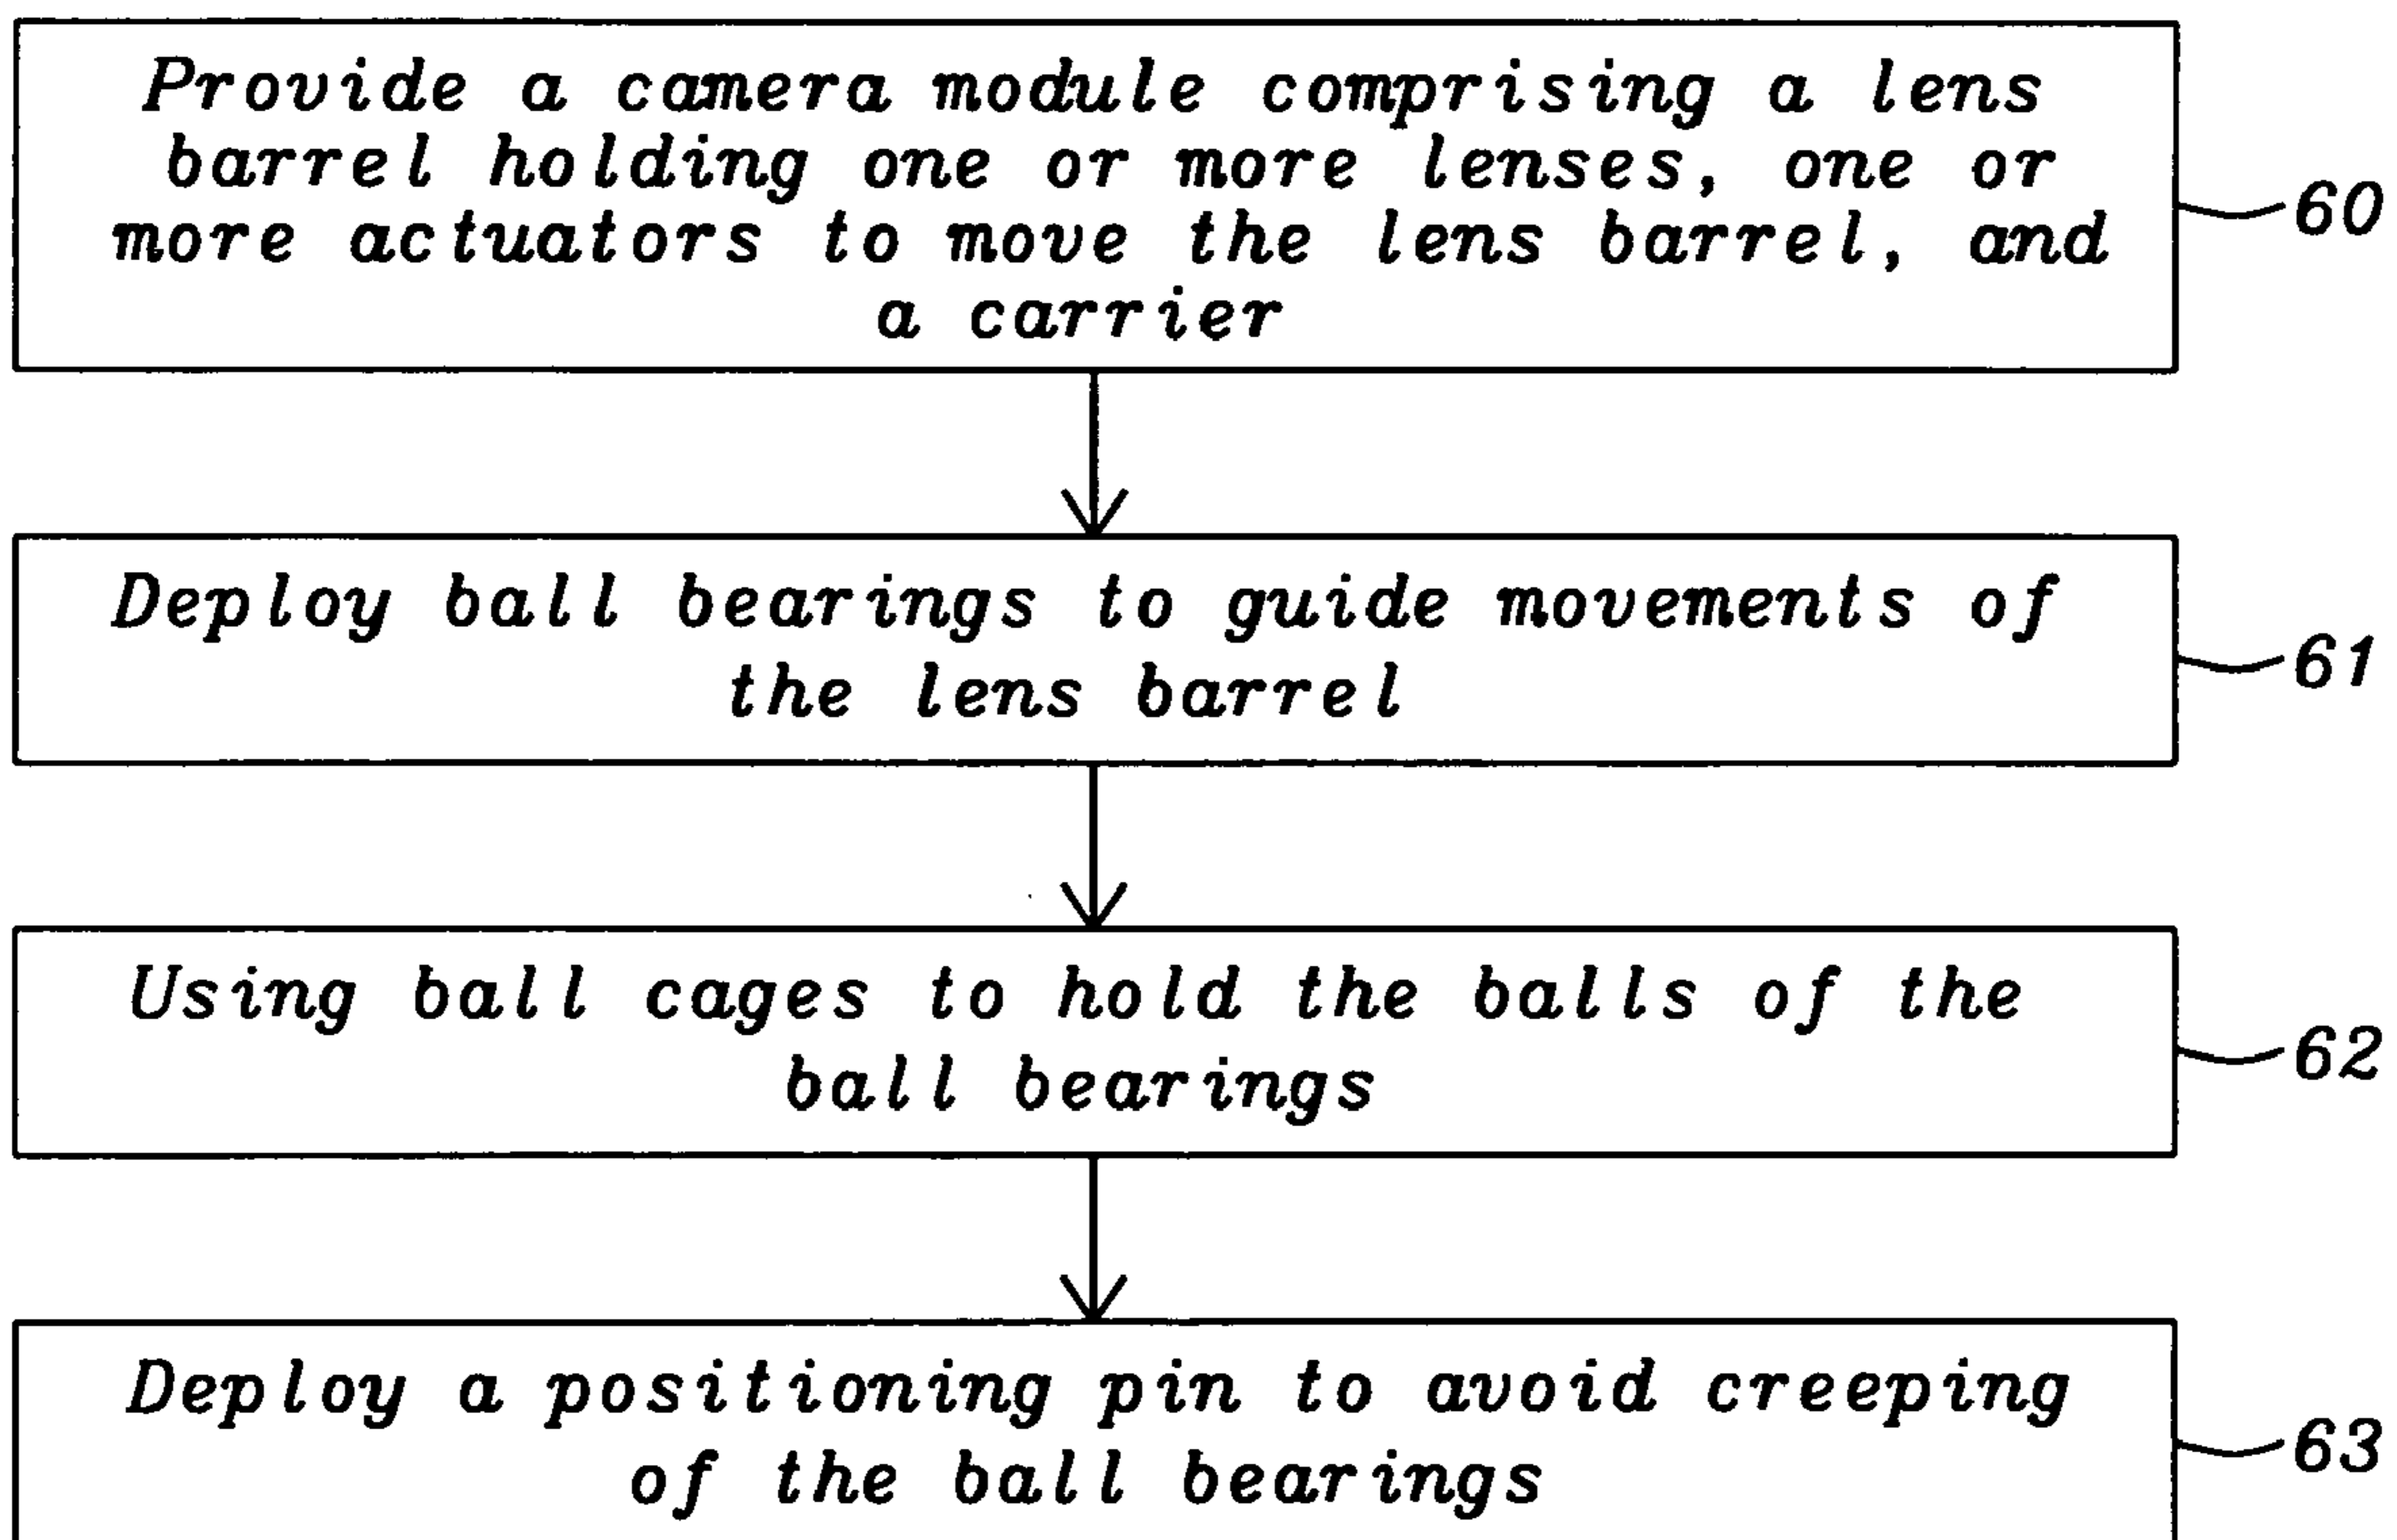 Provide a camera module comprising a lens
barrel holding one or more lenses, one or
more actuators to move the lens barrel, and
a carrier
60
Deploy ball bearings to guide movements of
the lens barrel
61
Using ball cages to hold the balls of the
ball bearings
62
Deploy a positioning pin to avoid creeping
of the ball bearings
63